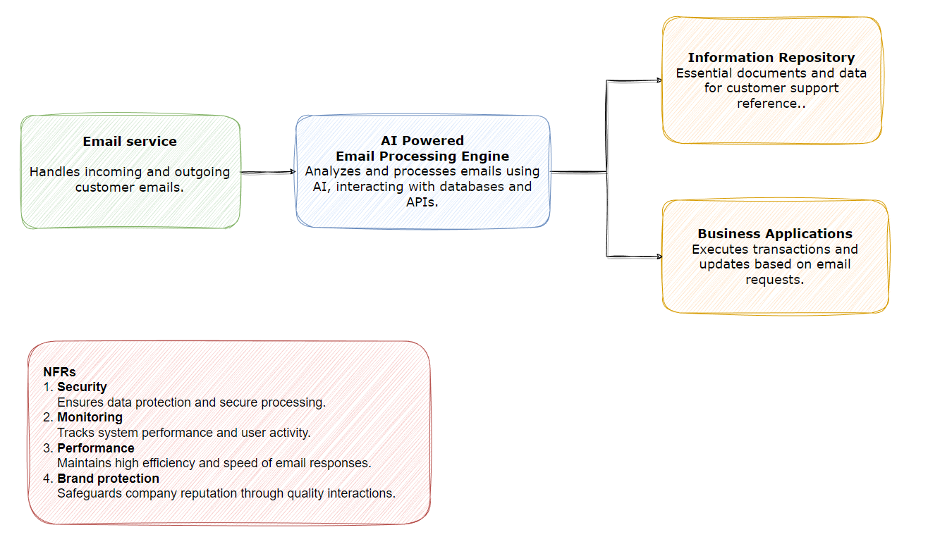 Email service
Handles incoming and outgoing
customer emails.
AI Powered
Email Processing Engine
Analyzes and processes emails using
AI, interacting with databases and
APIs.
Information Repository
Essential documents and data
for customer support
reference..
Business Applications
Executes transactions and
updates based on email
requests.
NFRs
1. Security
Ensures data protection and secure processing.
2. Monitoring
Tracks system performance and user activity.
3. Performance
Maintains high efficiency and speed of email responses.
4. Brand protection
Safeguards company reputation through quality interactions.